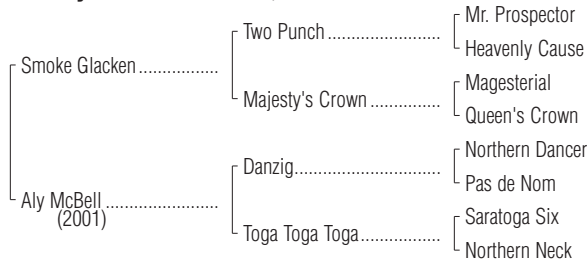 Two Punch
Mr. Prospector
Heavenly Cause
Smoke Glacken
Majesty's Crown
Magesterial
Queen's Crown
Danzig
Northern Dancer
Pas de Nom
Aly McBell
(2001)
Toga Toga Toga
Saratoga Six
Northern Neck